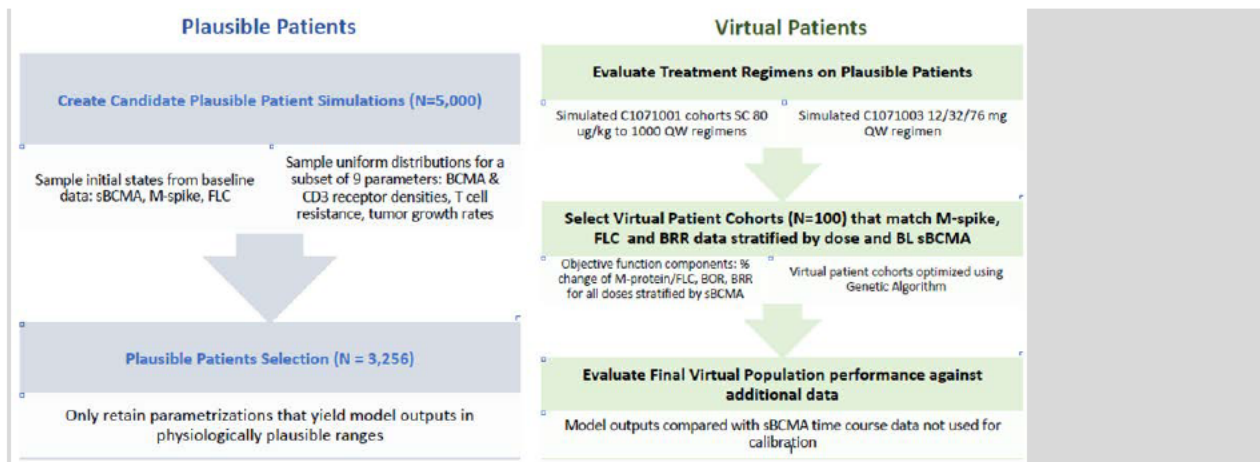 Plausible Patients
Create Candidate Plausible Patient Simulations (N=5,000)
Sample initial states from baseline
data: sBCMA, M-spike, FLC
Sample uniform distributions for a
subset of 9 parameters: BCMA &
CD3 receptor densities, T cell
resistance, tumor growth rates
Plausible Patients Selection (N = 3,256)
Only retain parametrizations that yield model outputs in
physiologically plausible ranges
Virtual Patients
Evaluate Treatment Regimens on Plausible Patients
Simulated C1071001 cohorts SC 80
ug/kg to 1000 QW regimens
Simulated C1071003 12/32/76 mg
QW regimen
Select Virtual Patient Cohorts (N=100) that match M-spike,
FLC and BRR data stratified by dose and BL sBCMA
Objective function components: %
change of M-protein/FLC, BOR, BRR
for all doses stratified by sBCMA
Virtual patient cohorts optimized using
Genetic Algorithm
Evaluate Final Virtual Population performance against
additional data
Model outputs compared with sBCMA time course data not used for
calibration